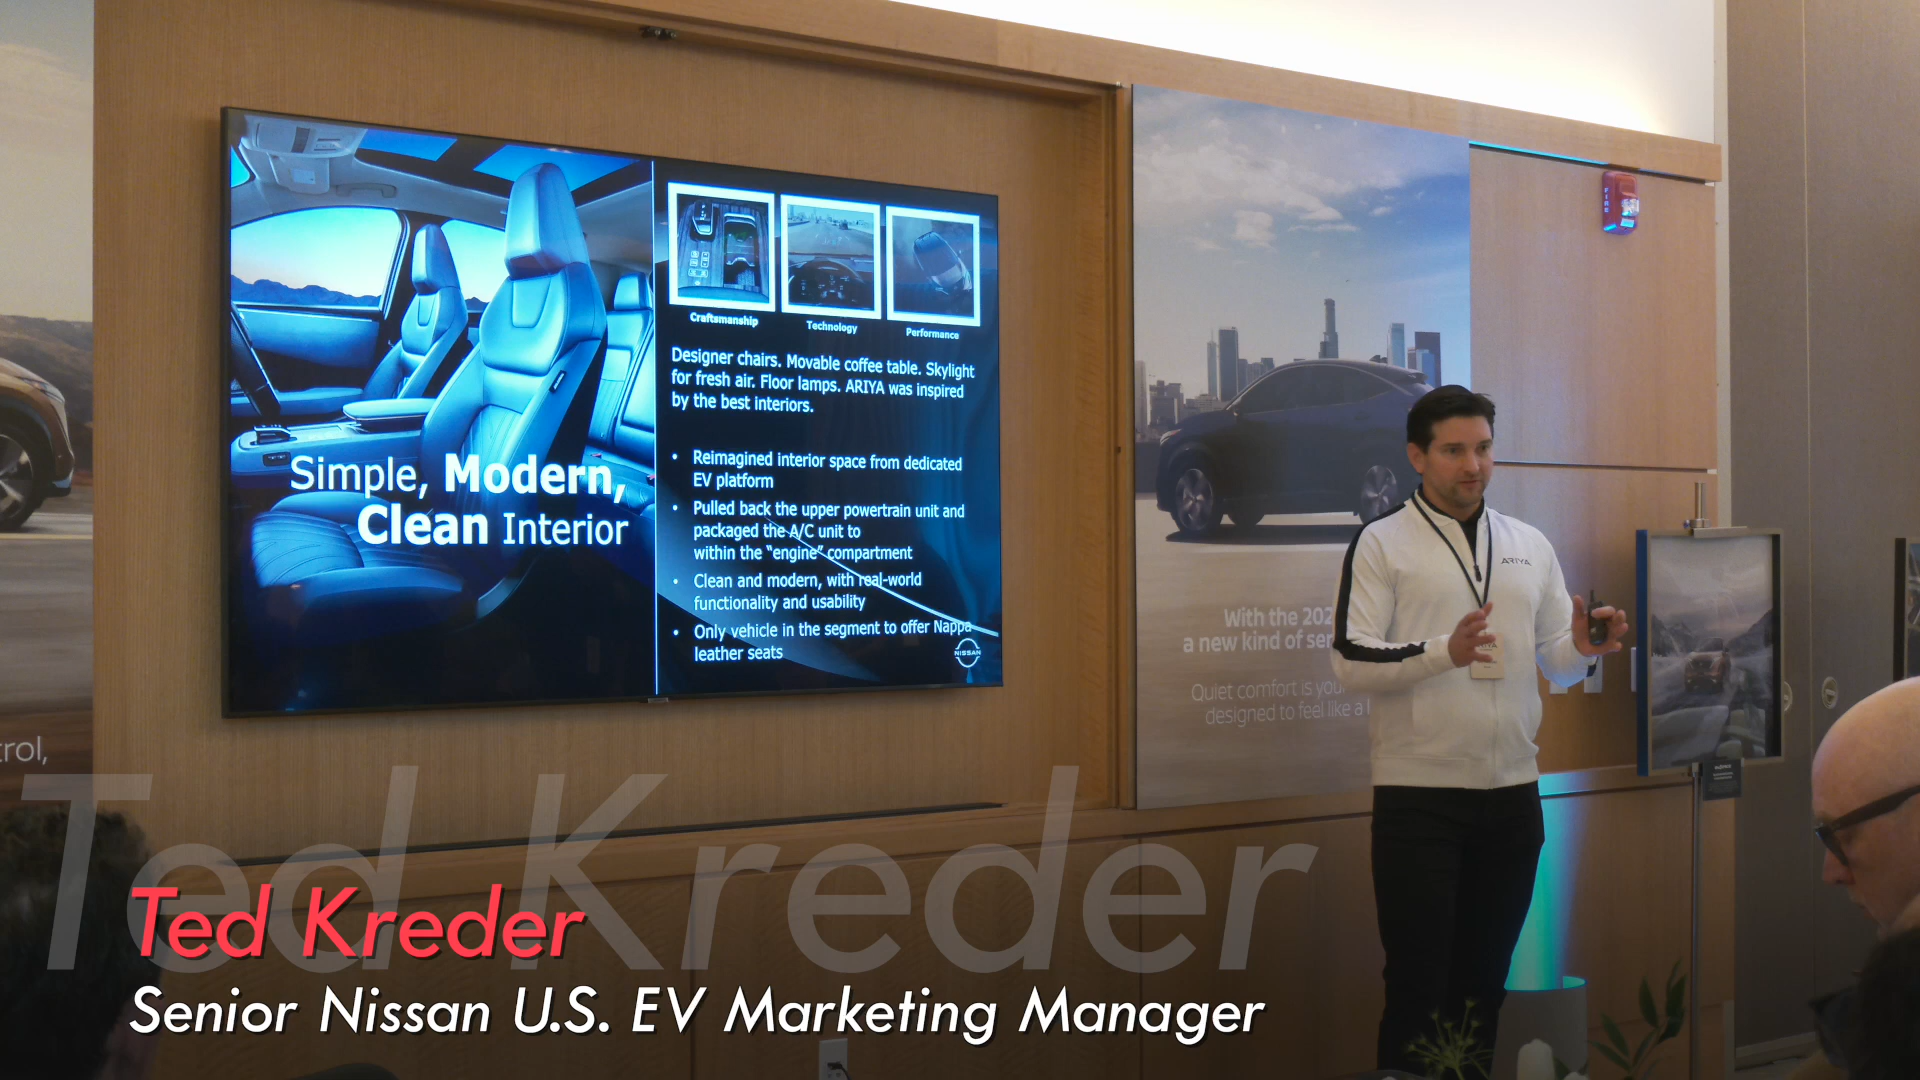 Craftsmanship
Technology
Performance
Designer chairs. Movable coffee table. Skylight
for fresh air. Floor lamps. ARIYA was inspired
by the best interiors.
Simple, Modern,
Clean Interior
• Reimagined interior space from dedicated
EV platform
• Pulled back the upper powertrain unit and
packaged the A/C unit to
within the "engine" compartment
• Clean and modern, with real-world
functionality and usability
• Only vehicle in the segment to offer Nappa
leather seats
NISSAN
FIRE
ARIYA
With the 202
a new kind of ser
Quiet comfort is you
designed to feel like a
trol,
Ted Kreder
Ted Kreder
Senior Nissan U.S. EV Marketing Manager